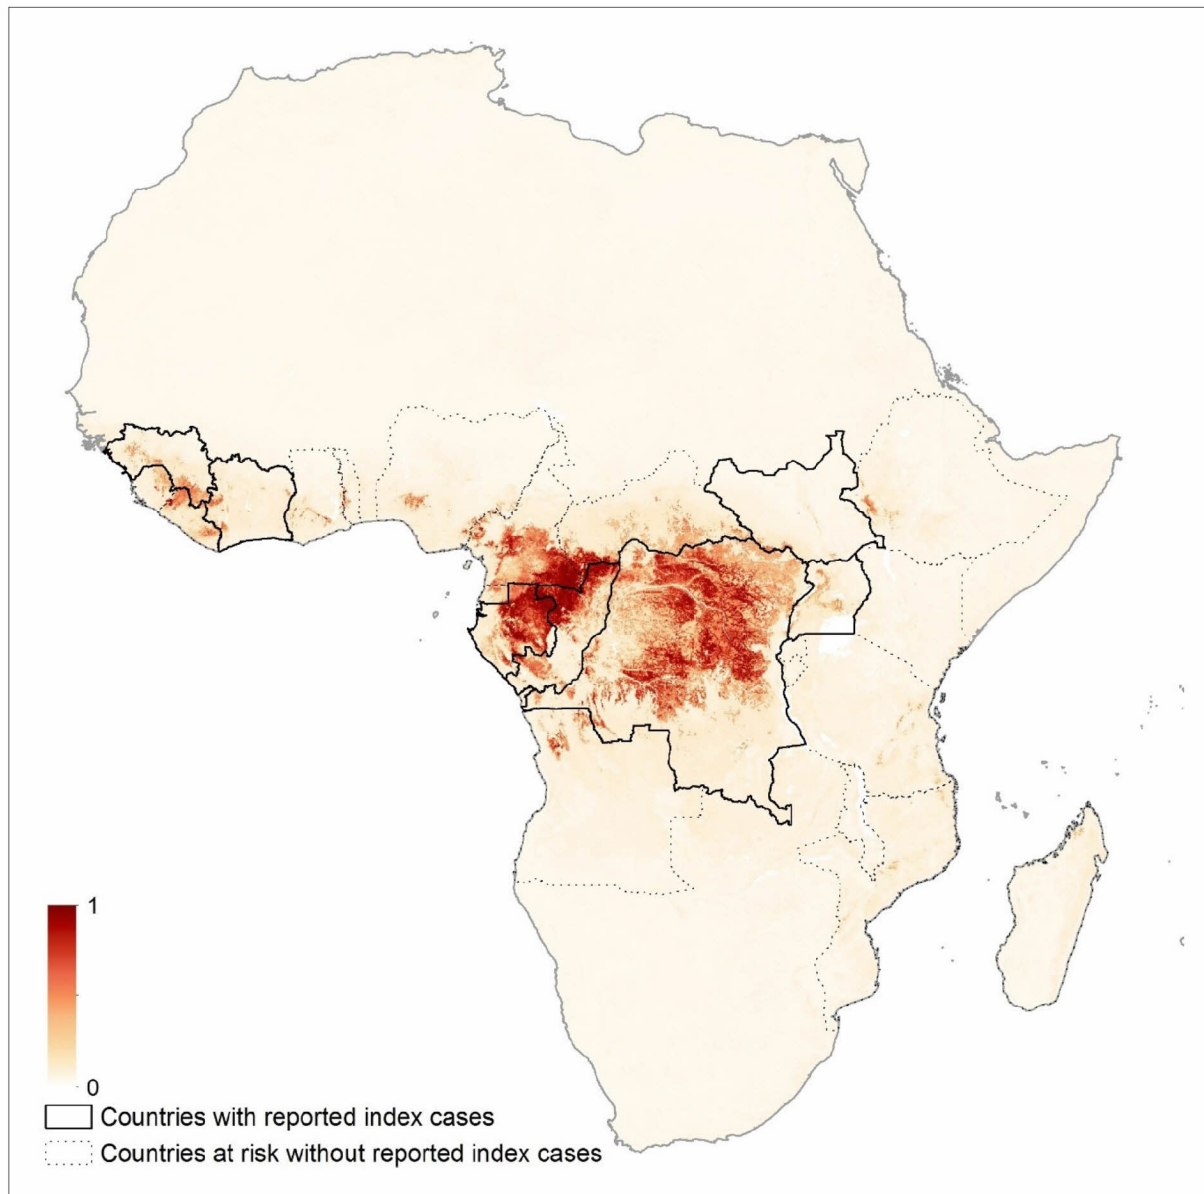 1
0
Countries with reported index cases
Countries at risk without reported index cases